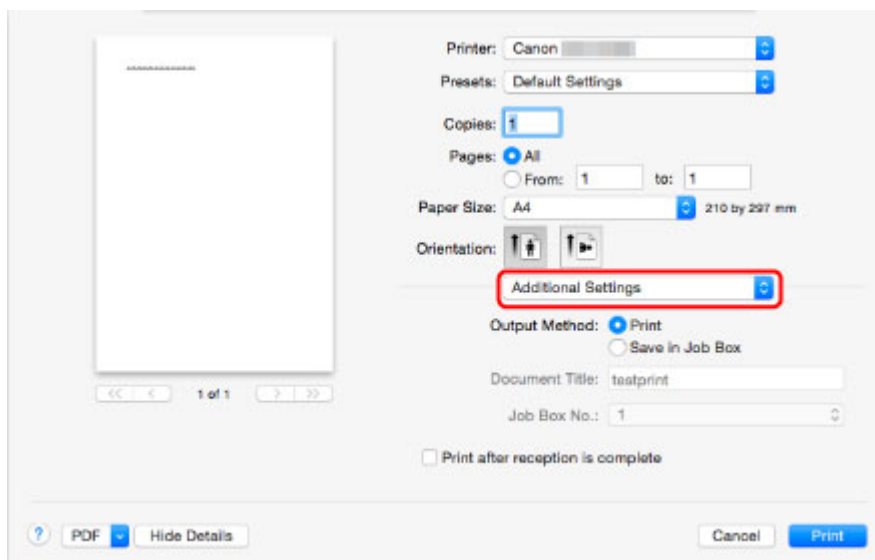 Printer: Canon
Presets: Default Settings
Copies: 1
Pages: All
From: 1 to: 1
Paper Size: A4 210 by 297 mm
Orientation:
Additional Settings
Output Method: Print
Save in Job Box
Document Title: testprint
Job Box No.: 1
Print after reception is complete
<< < 1 of 1 > >>
? PDF Hide Details Cancel Print